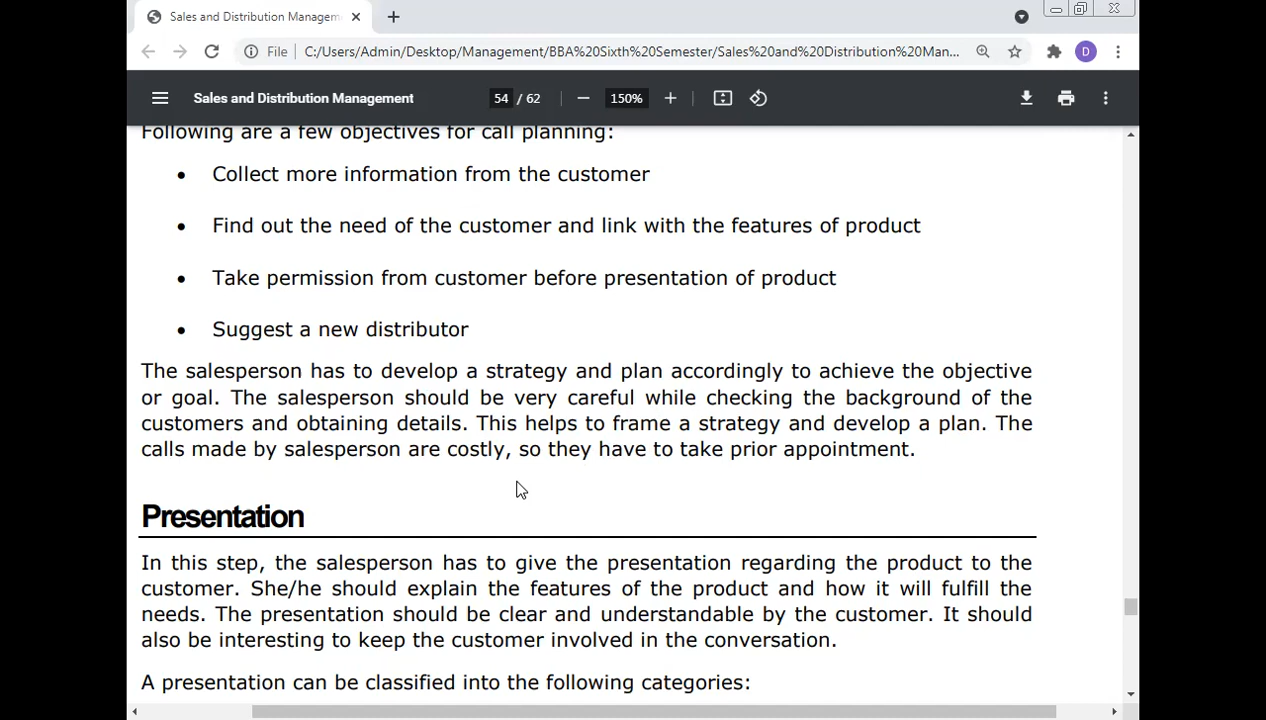 Sales and Distribution Managem
File C:/Users/Admin/Desktop/Management/BBA%20Sixth%20Semester/Sales%20and%20Distribution%20Man... D
Sales and Distribution Management 54 / 62 150%
Following are a few objectives for call planning:
• Collect more information from the customer
• Find out the need of the customer and link with the features of product
• Take permission from customer before presentation of product
• Suggest a new distributor
The salesperson has to develop a strategy and plan accordingly to achieve the objective
or goal. The salesperson should be very careful while checking the background of the
customers and obtaining details. This helps to frame a strategy and develop a plan. The
calls made by salesperson are costly, so they have to take prior appointment.
Presentation
In this step, the salesperson has to give the presentation regarding the product to the
customer. She/he should explain the features of the product and how it will fulfill the
needs. The presentation should be clear and understandable by the customer. It should
also be interesting to keep the customer involved in the conversation.
A presentation can be classified into the following categories: